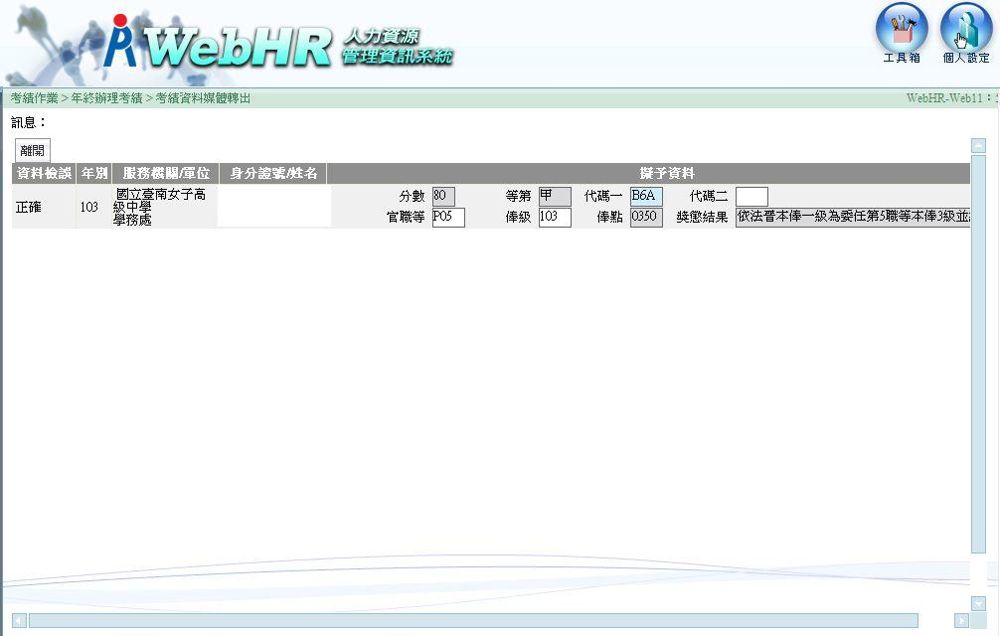 WebHR 人力資源
管理資訊系統
工具箱 個人設定
考績作業 > 年終辦理考績 > 考績資料媒體轉出 WebHR-Web11：
訊息：
離開
資料檢誤 年別 服務機關/單位 身分證號/姓名 擬予資料
正確 103 國立臺南女子高
級中學
學務處
分數 80 等第 甲 代碼一 B6A 代碼二
官職等 P05 俸級 103 俸點 0350 獎懲結果 依法晉本俸一級為委任第5職等本俸3級並